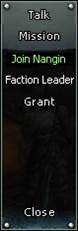 Talk
Mission
Join Nangin
Faction Leader
Grant
Close